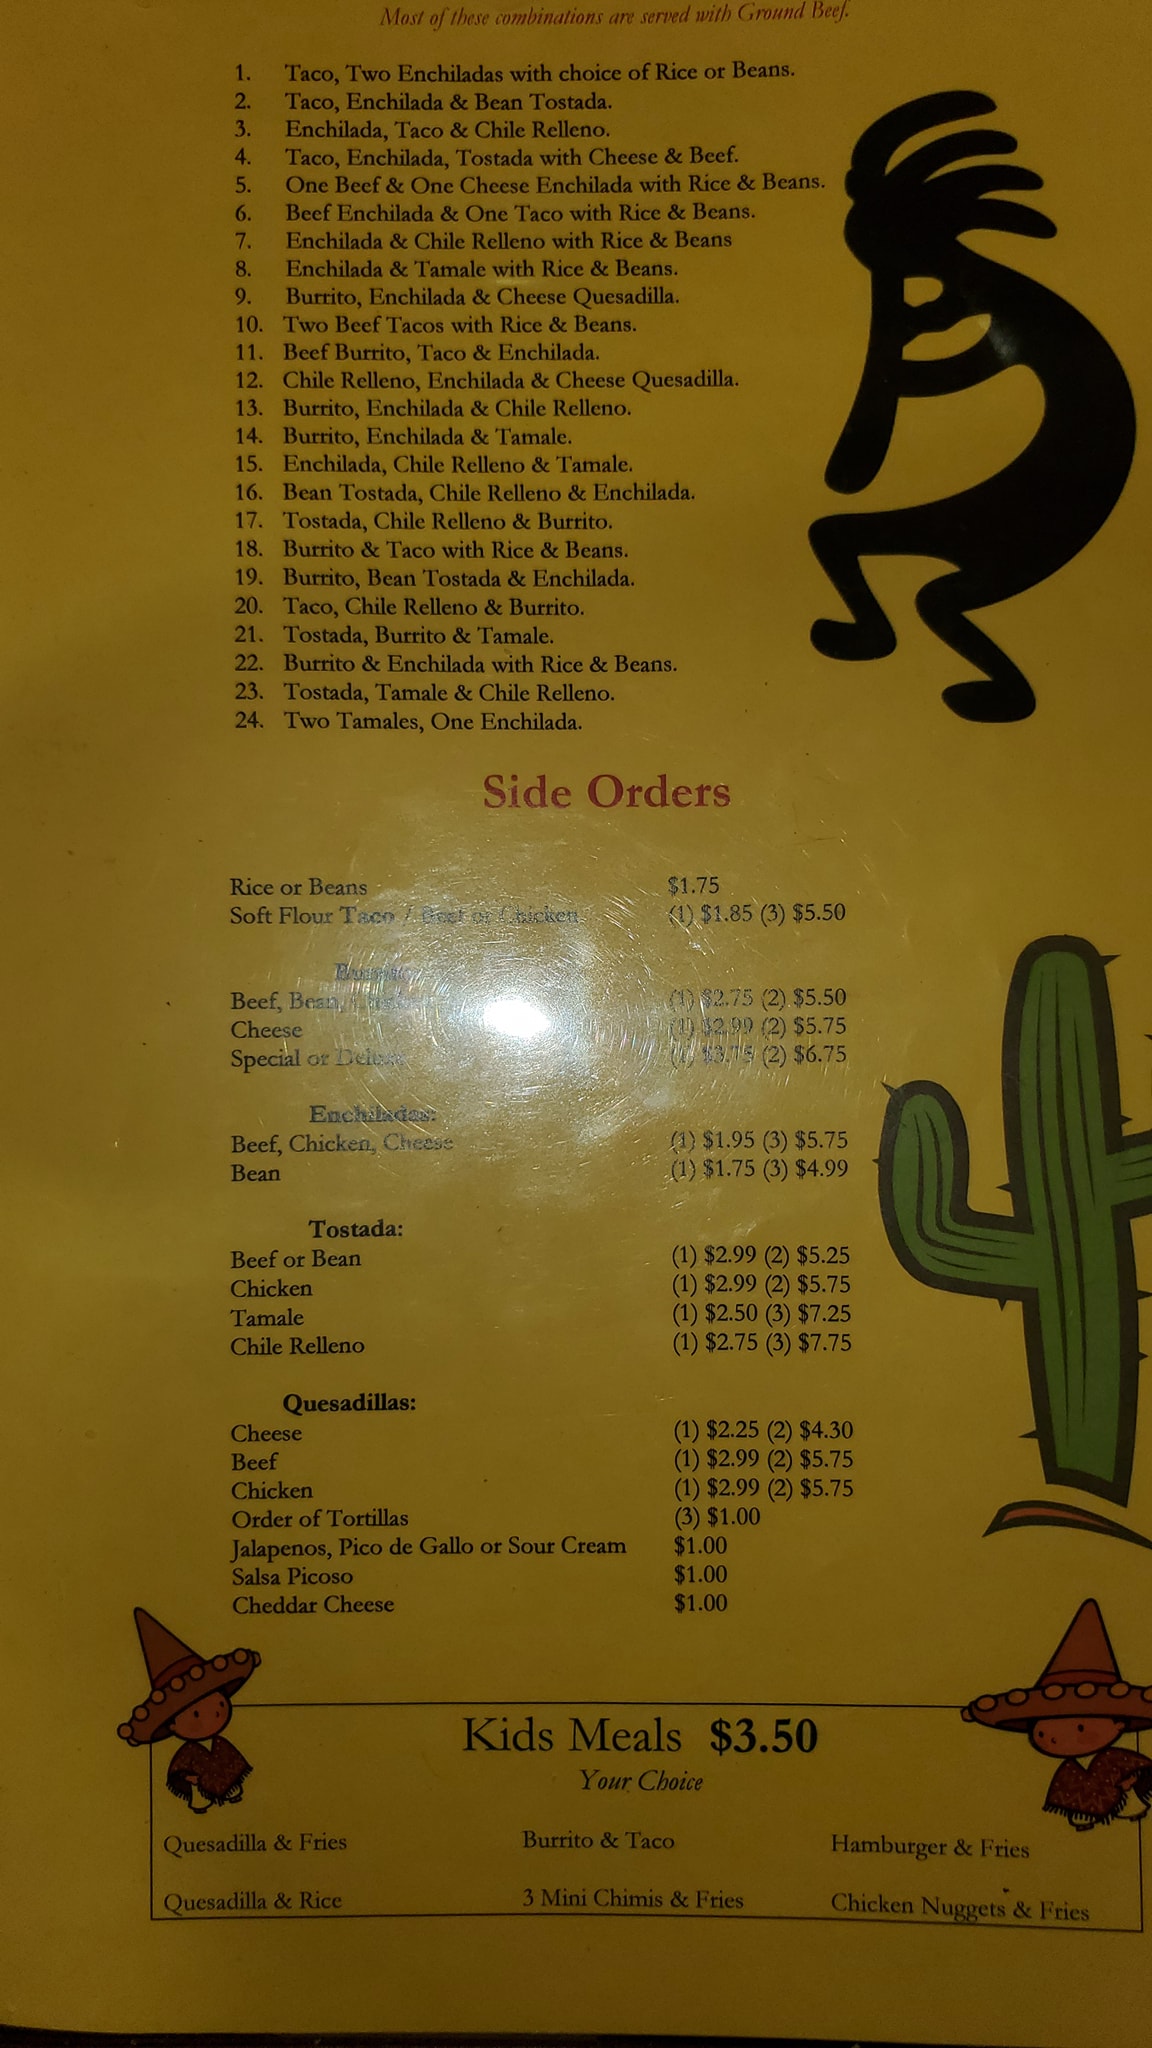 Most of these combinations are served with Ground Beef.
1. Taco, Two Enchiladas with choice of Rice or Beans.
2. Taco, Enchilada & Bean Tostada.
3. Enchilada, Taco & Chile Relleno.
4. Taco, Enchilada, Tostada with Cheese & Beef.
5. One Beef & One Cheese Enchilada with Rice & Beans.
6. Beef Enchilada & One Taco with Rice & Beans.
7. Enchilada & Chile Relleno with Rice & Beans
8. Enchilada & Tamale with Rice & Beans.
9. Burrito, Enchilada & Cheese Quesadilla.
10. Two Beef Tacos with Rice & Beans.
11. Beef Burrito, Taco & Enchilada.
12. Chile Relleno, Enchilada & Cheese Quesadilla.
13. Burrito, Enchilada & Chile Relleno.
14. Burrito, Enchilada & Tamale.
15. Enchilada, Chile Relleno & Tamale.
16. Bean Tostada, Chile Relleno & Enchilada.
17. Tostada, Chile Relleno & Burrito.
18. Burrito & Taco with Rice & Beans.
19. Burrito, Bean Tostada & Enchilada.
20. Taco, Chile Relleno & Burrito.
21. Tostada, Burrito & Tamale.
22. Burrito & Enchilada with Rice & Beans.
23. Tostada, Tamale & Chile Relleno.
24. Two Tamales, One Enchilada.
Side Orders
Rice or Beans $1.75
Soft Flour Taco / Beef or Chicken (1) $1.85 (3) $5.50
Beef, Bean, (1) $2.75 (2) $5.50
Cheese (1) $2.99 (2) $5.75
Special or Deluxe (1) $3.75 (2) $6.75
Enchiladas:
Beef, Chicken, Cheese (1) $1.95 (3) $5.75
Bean (1) $1.75 (3) $4.99
Tostada:
Beef or Bean (1) $2.99 (2) $5.25
Chicken (1) $2.99 (2) $5.75
Tamale (1) $2.50 (3) $7.25
Chile Relleno (1) $2.75 (3) $7.75
Quesadillas:
Cheese (1) $2.25 (2) $4.30
Beef (1) $2.99 (2) $5.75
Chicken (1) $2.99 (2) $5.75
Order of Tortillas (3) $1.00
Jalapenos, Pico de Gallo or Sour Cream $1.00
Salsa Picoso $1.00
Cheddar Cheese $1.00
Kids Meals $3.50
Your Choice
Quesadilla & Fries Burrito & Taco Hamburger & Fries
Quesadilla & Rice 3 Mini Chimis & Fries Chicken Nuggets & Fries